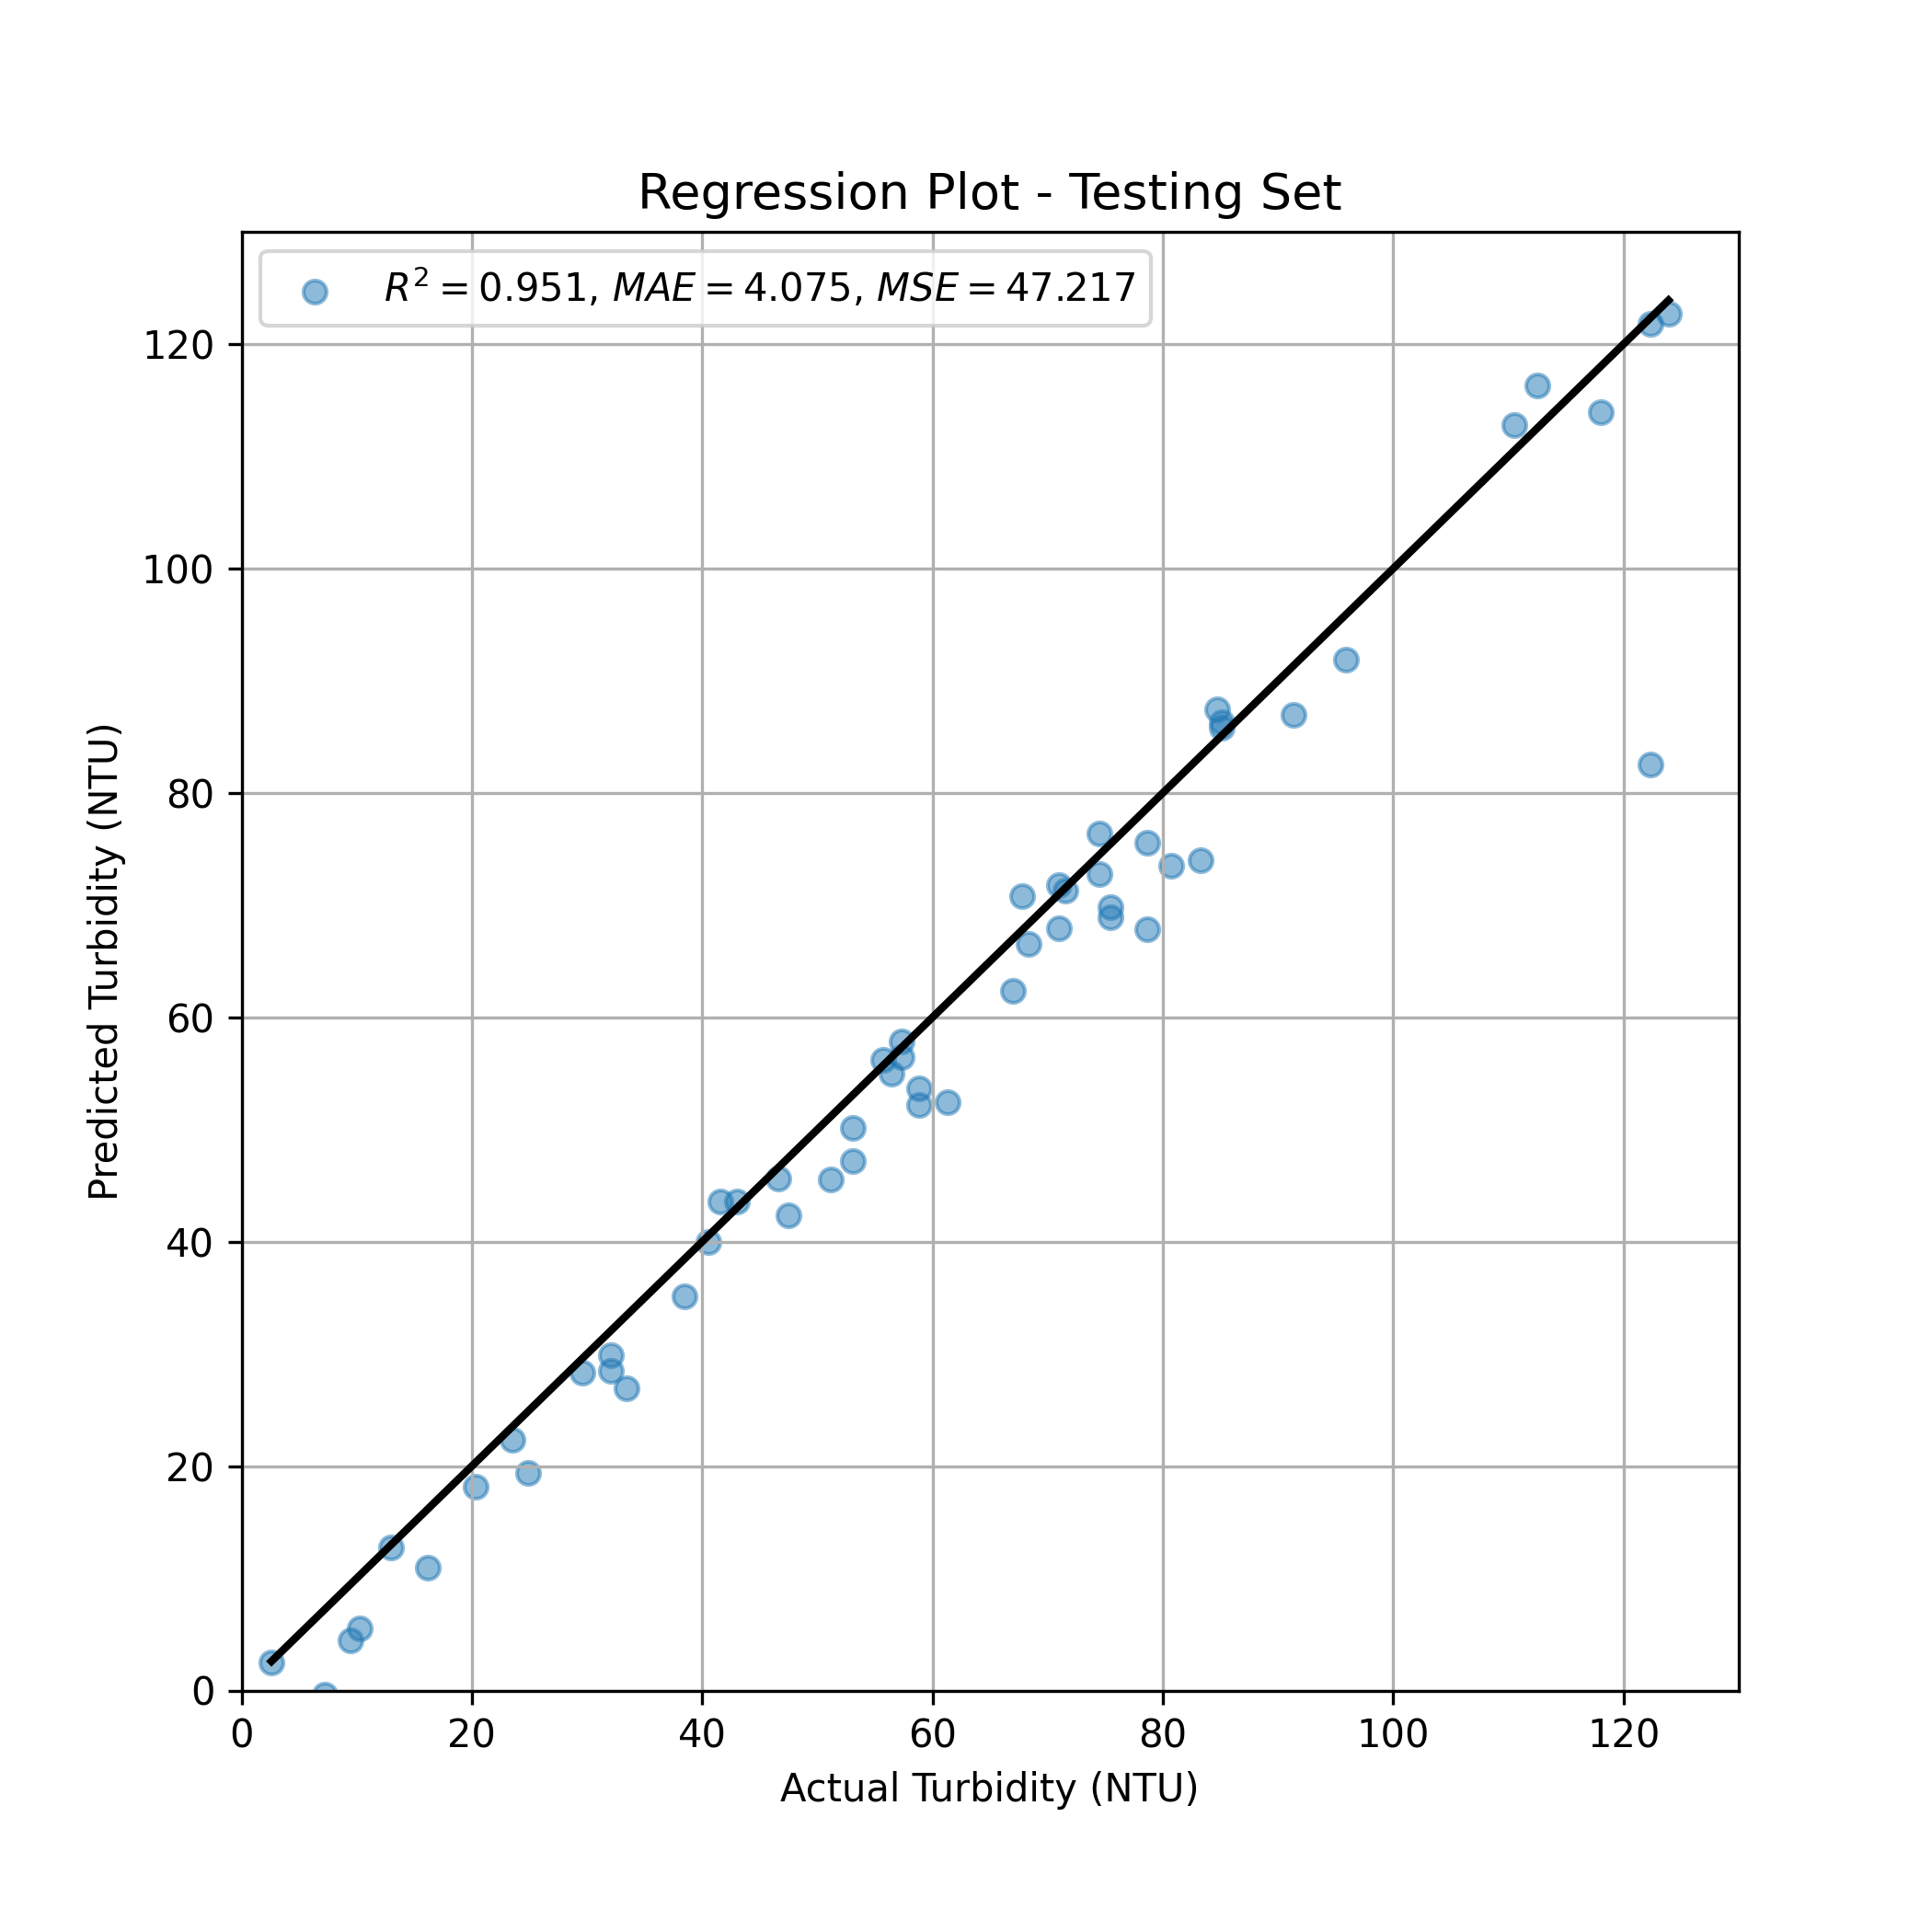 Regression Plot - Testing Set
R² = 0.951, MAE = 4.075, MSE = 47.217
120
100
80
60
40
20
0
Predicted Turbidity (NTU)
0 20 40 60 80 100 120
Actual Turbidity (NTU)